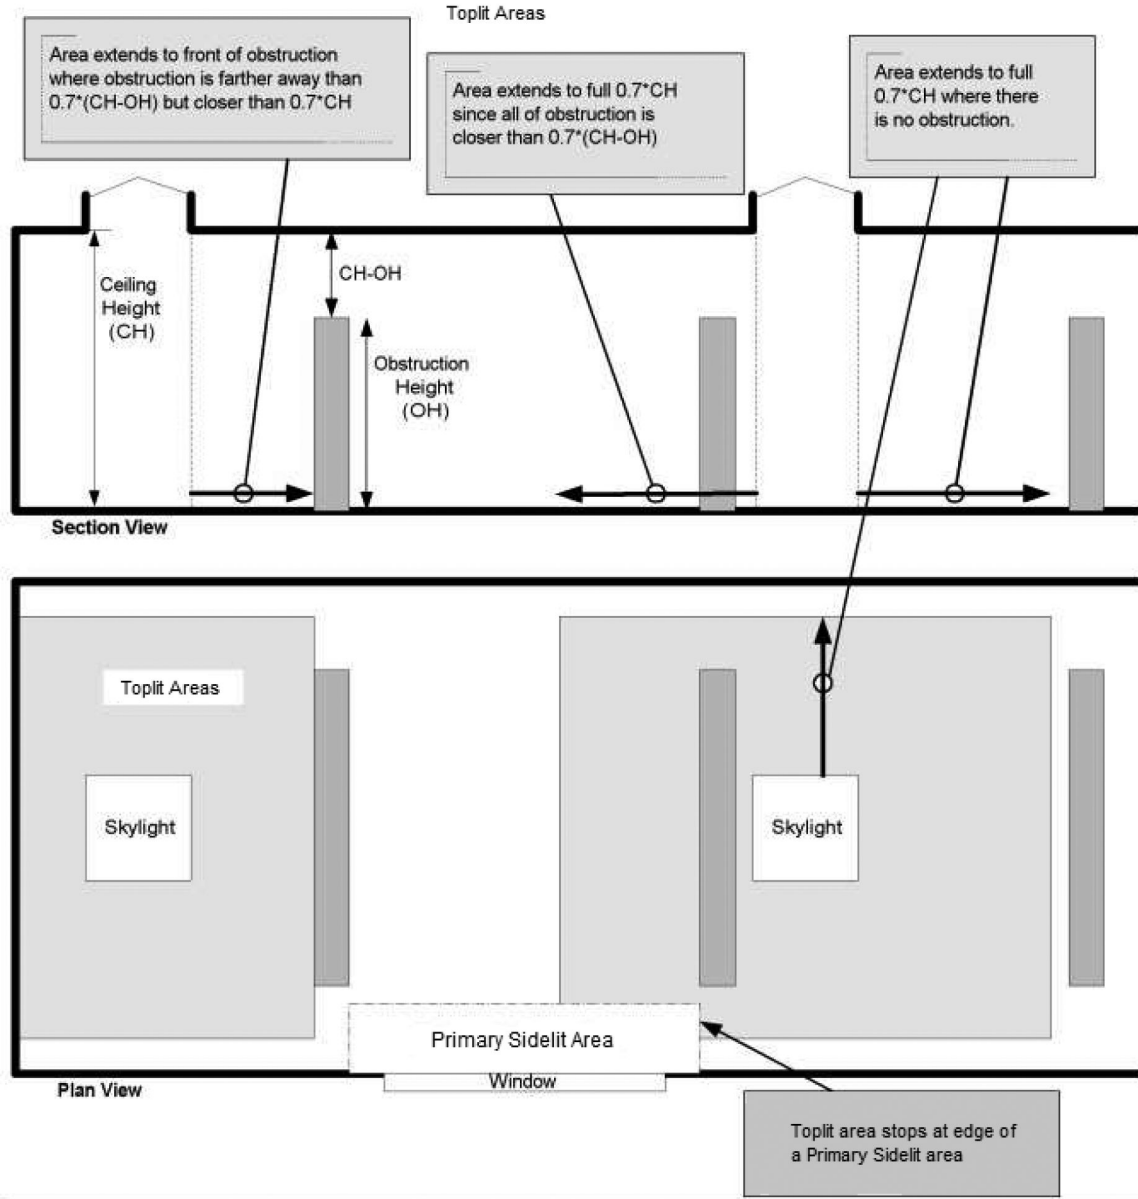 Toplit Areas
Area extends to front of obstruction
where obstruction is farther away than
0.7*(CH-OH) but closer than 0.7*CH
Area extends to full 0.7*CH
since all of obstruction is
closer than 0.7*(CH-OH)
Area extends to full
0.7*CH where there
is no obstruction.
Ceiling
Height
(CH)
CH-OH
Obstruction
Height
(OH)
Section View
Toplit Areas
Skylight
Skylight
Primary Sidelit Area
Window
Plan View
Toplit area stops at edge of
a Primary Sidelit area